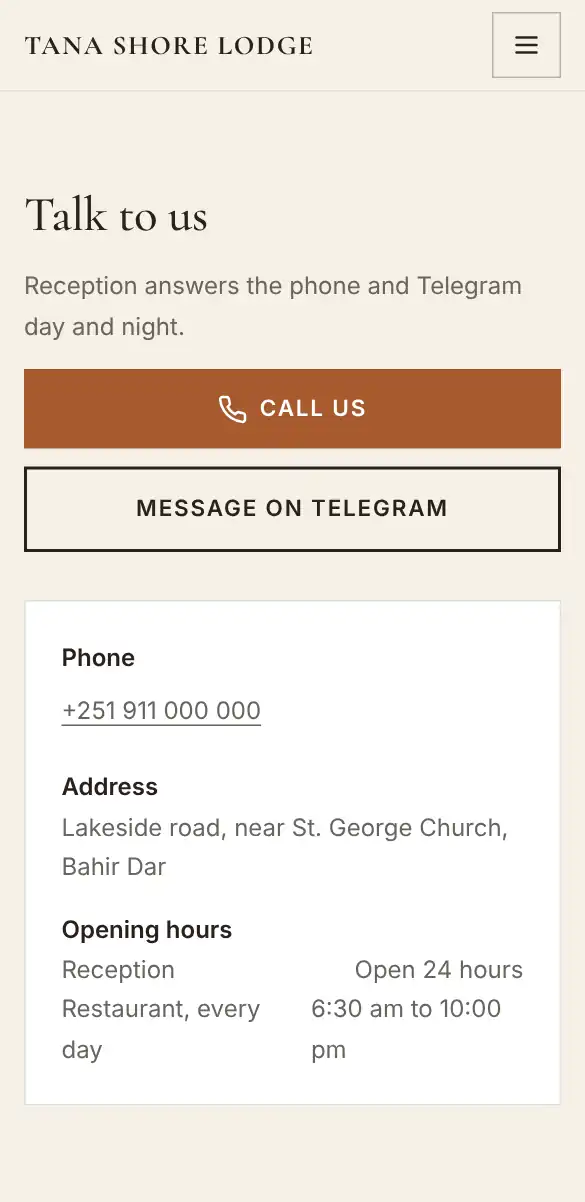 TANA SHORE LODGE
Talk to us
Reception answers the phone and Telegram
day and night.
CALL US
MESSAGE ON TELEGRAM
Phone
+251 911 000 000
Address
Lakeside road, near St. George Church,
Bahir Dar
Opening hours
Reception Open 24 hours
Restaurant, every 6:30 am to 10:00
day pm